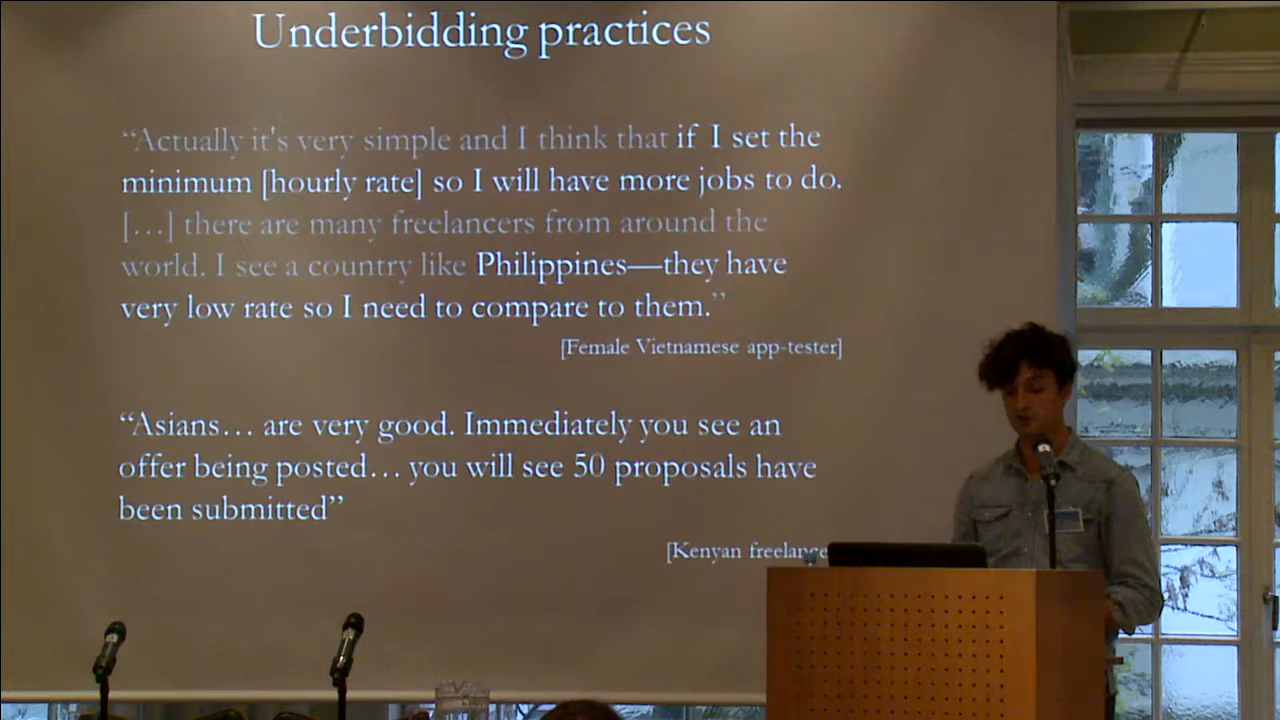 Underbidding practices
“Actually it's very simple and I think that if I set the
minimum [hourly rate] so I will have more jobs to do.
[…] there are many freelancers from around the
world. I see a country like Philippines—they have
very low rate so I need to compare to them.”
[Female Vietnamese app-tester]
“Asians… are very good. Immediately you see an
offer being posted… you will see 50 proposals have
been submitted”
[Kenyan